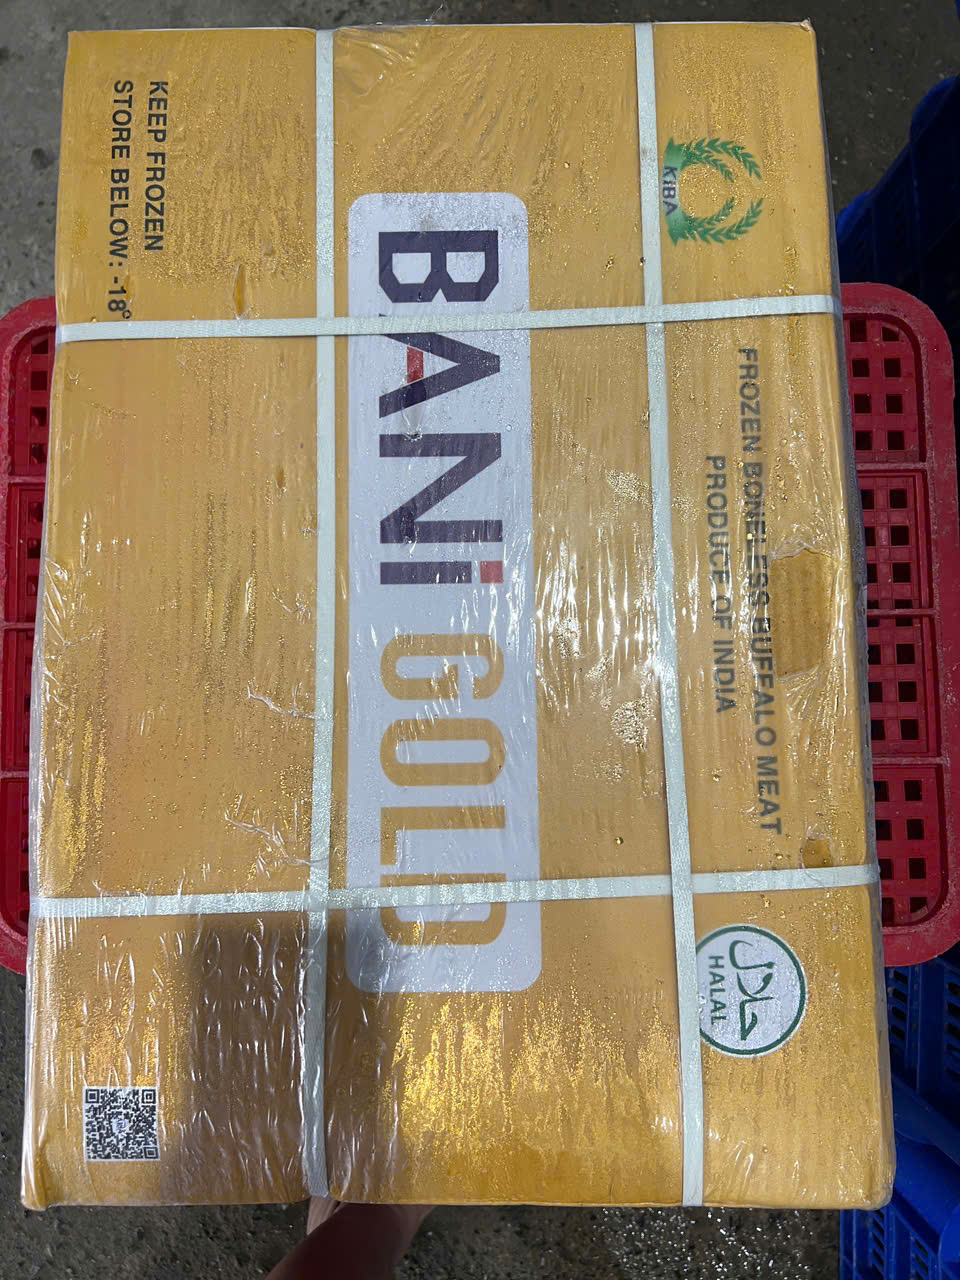 KIBA
FROZEN BONELESS BUFFALO MEAT
PRODUCE OF INDIA
حلال
HALAL
BANi GOLD
KEEP FROZEN
STORE BELOW: -18°